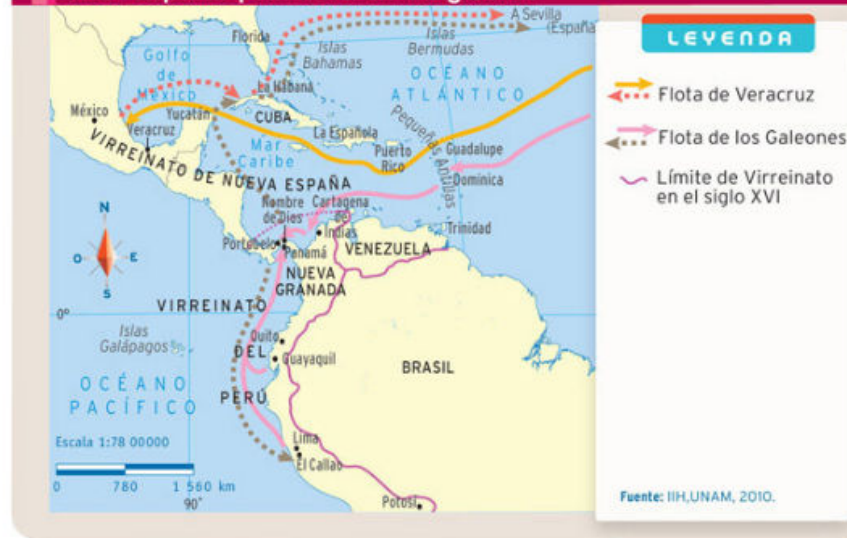 A Sevilla
(España
Florida
Islas
Bahamas
Islas
Bermudas
Golfo
de
México
OCÉANO
ATLÁNTICO
La Habana
México
Yucatán
CUBA
Veracruz
La Española
Pequeñas Antillas
Mar
Caribe
Puerto
Rico
Guadalupe
Dominica
VIRREINATO DE NUEVA ESPAÑA
Nombre
de Dios
Cartagena
de
Indias
Trinidad
N
O
E
S
Portobelo
Panamá
VENEZUELA
NUEVA
GRANADA
VIRREINATO
DEL
PERÚ
0°
Islas
Galápagos
Quito
Guayaquil
BRASIL
OCÉANO
PACÍFICO
Escala 1:78 00000
Lima
El Callao
0 780 1 560 km
90°
Potosí
LEYENDA
Flota de Veracruz
Flota de los Galeones
Límite de Virreinato
en el siglo XVI
Fuente: IIH,UNAM, 2010.